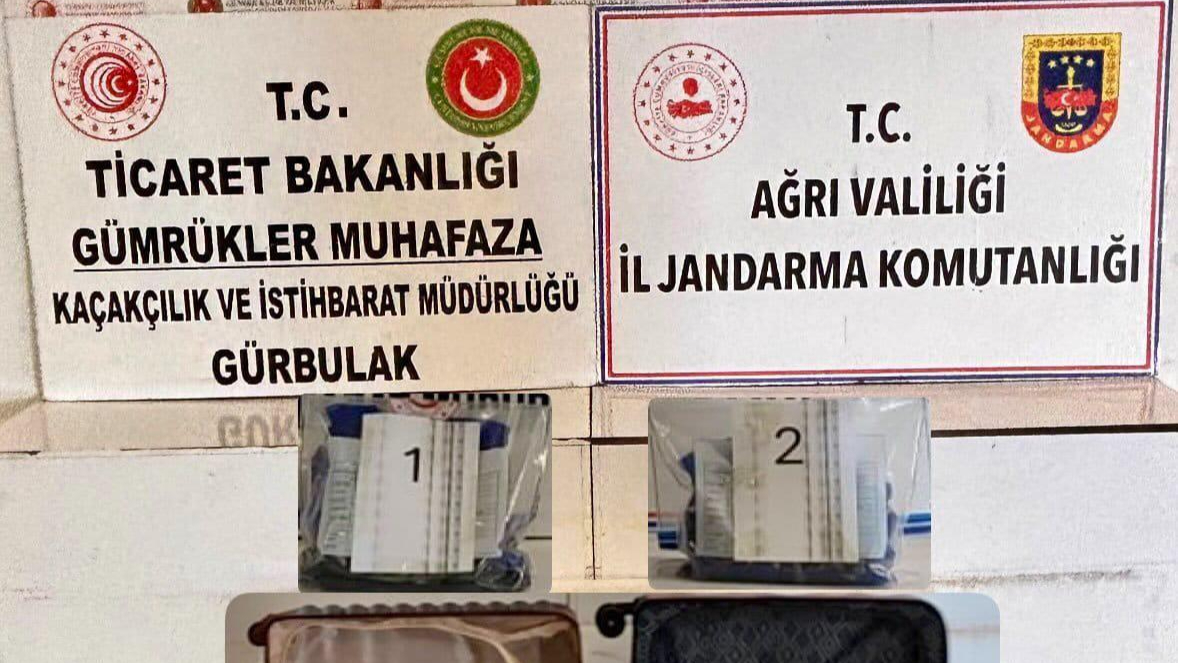 T.C.
TİCARET BAKANLIĞI
GÜMRÜKLER MUHAFAZA
KAÇAKÇILIK VE İSTİHBARAT MÜDÜRLÜĞÜ
GÜRBULAK
T.C.
AĞRI VALİLİĞİ
İL JANDARMA KOMUTANLIĞI
JANDARMA
1
2